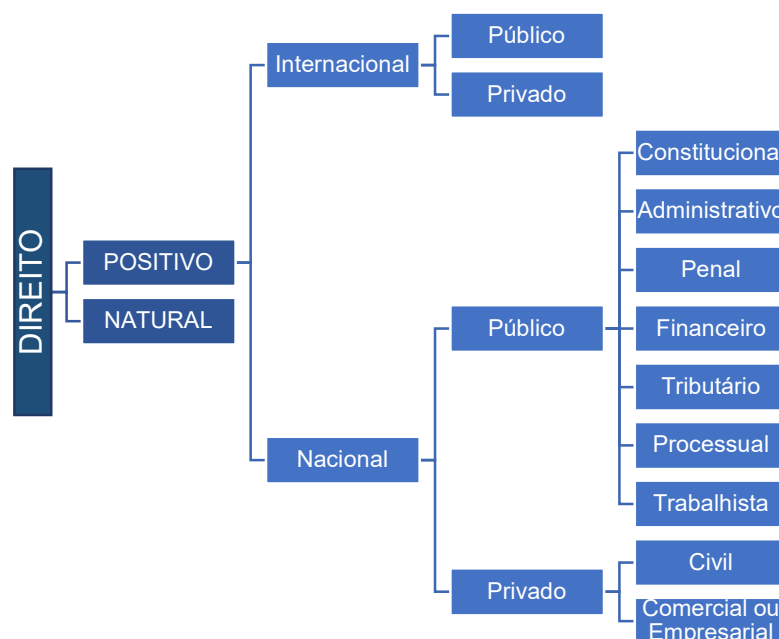 DIREITO
POSITIVO
NATURAL
Internacional
Público
Privado
Nacional
Público
Constituciona
Administrativo
Penal
Financeiro
Tributário
Processual
Trabalhista
Privado
Civil
Comercial ou
Empresarial